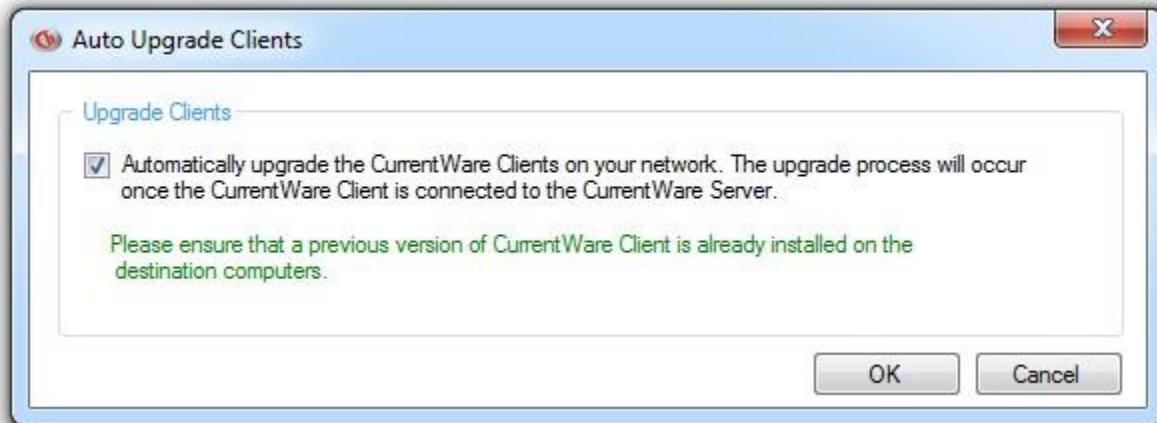 Auto Upgrade Clients
Upgrade Clients
Automatically upgrade the CurrentWare Clients on your network. The upgrade process will occur
once the CurrentWare Client is connected to the CurrentWare Server.
Please ensure that a previous version of CurrentWare Client is already installed on the
destination computers.
OK
Cancel